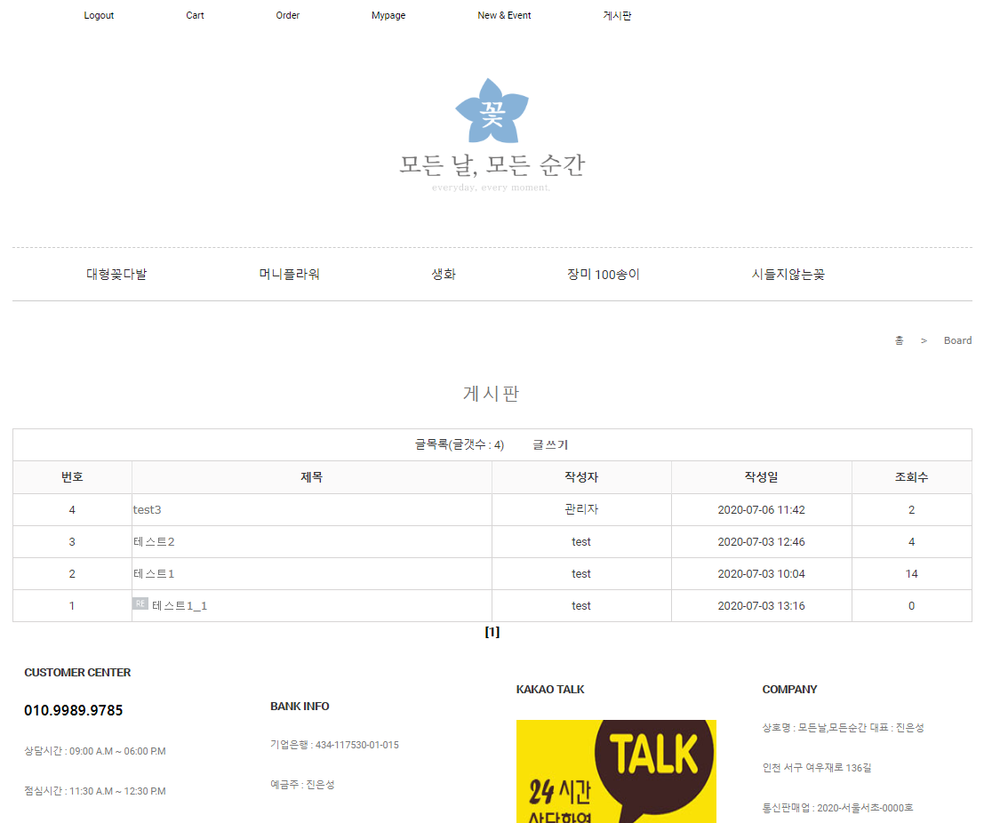 Logout Cart Order Mypage New & Event 게시판
꽃
모든 날, 모든 순간
everyday, every moment.
대형꽃다발 머니플라워 생화 장미 100송이 시들지않는꽃
홈 > Board
게시판
글목록(글갯수 : 4) 글쓰기
번호 제목 작성자 작성일 조회수
4 test3 관리자 2020-07-06 11:42 2
3 테스트2 test 2020-07-03 12:46 4
2 테스트1 test 2020-07-03 10:04 14
1 RE 테스트1_1 test 2020-07-03 13:16 0
[1]
CUSTOMER CENTER
010.9989.9785
상담시간 : 09:00 A.M ~ 06:00 P.M
점심시간 : 11:30 A.M ~ 12:30 P.M
BANK INFO
기업은행 : 434-117530-01-015
예금주 : 진은성
KAKAO TALK
TALK
24 시간
상담하여
COMPANY
상호명 : 모든날,모든순간 대표 : 진은성
인천 서구 여우재로 136길
통신판매업 : 2020-서울서초-0000호